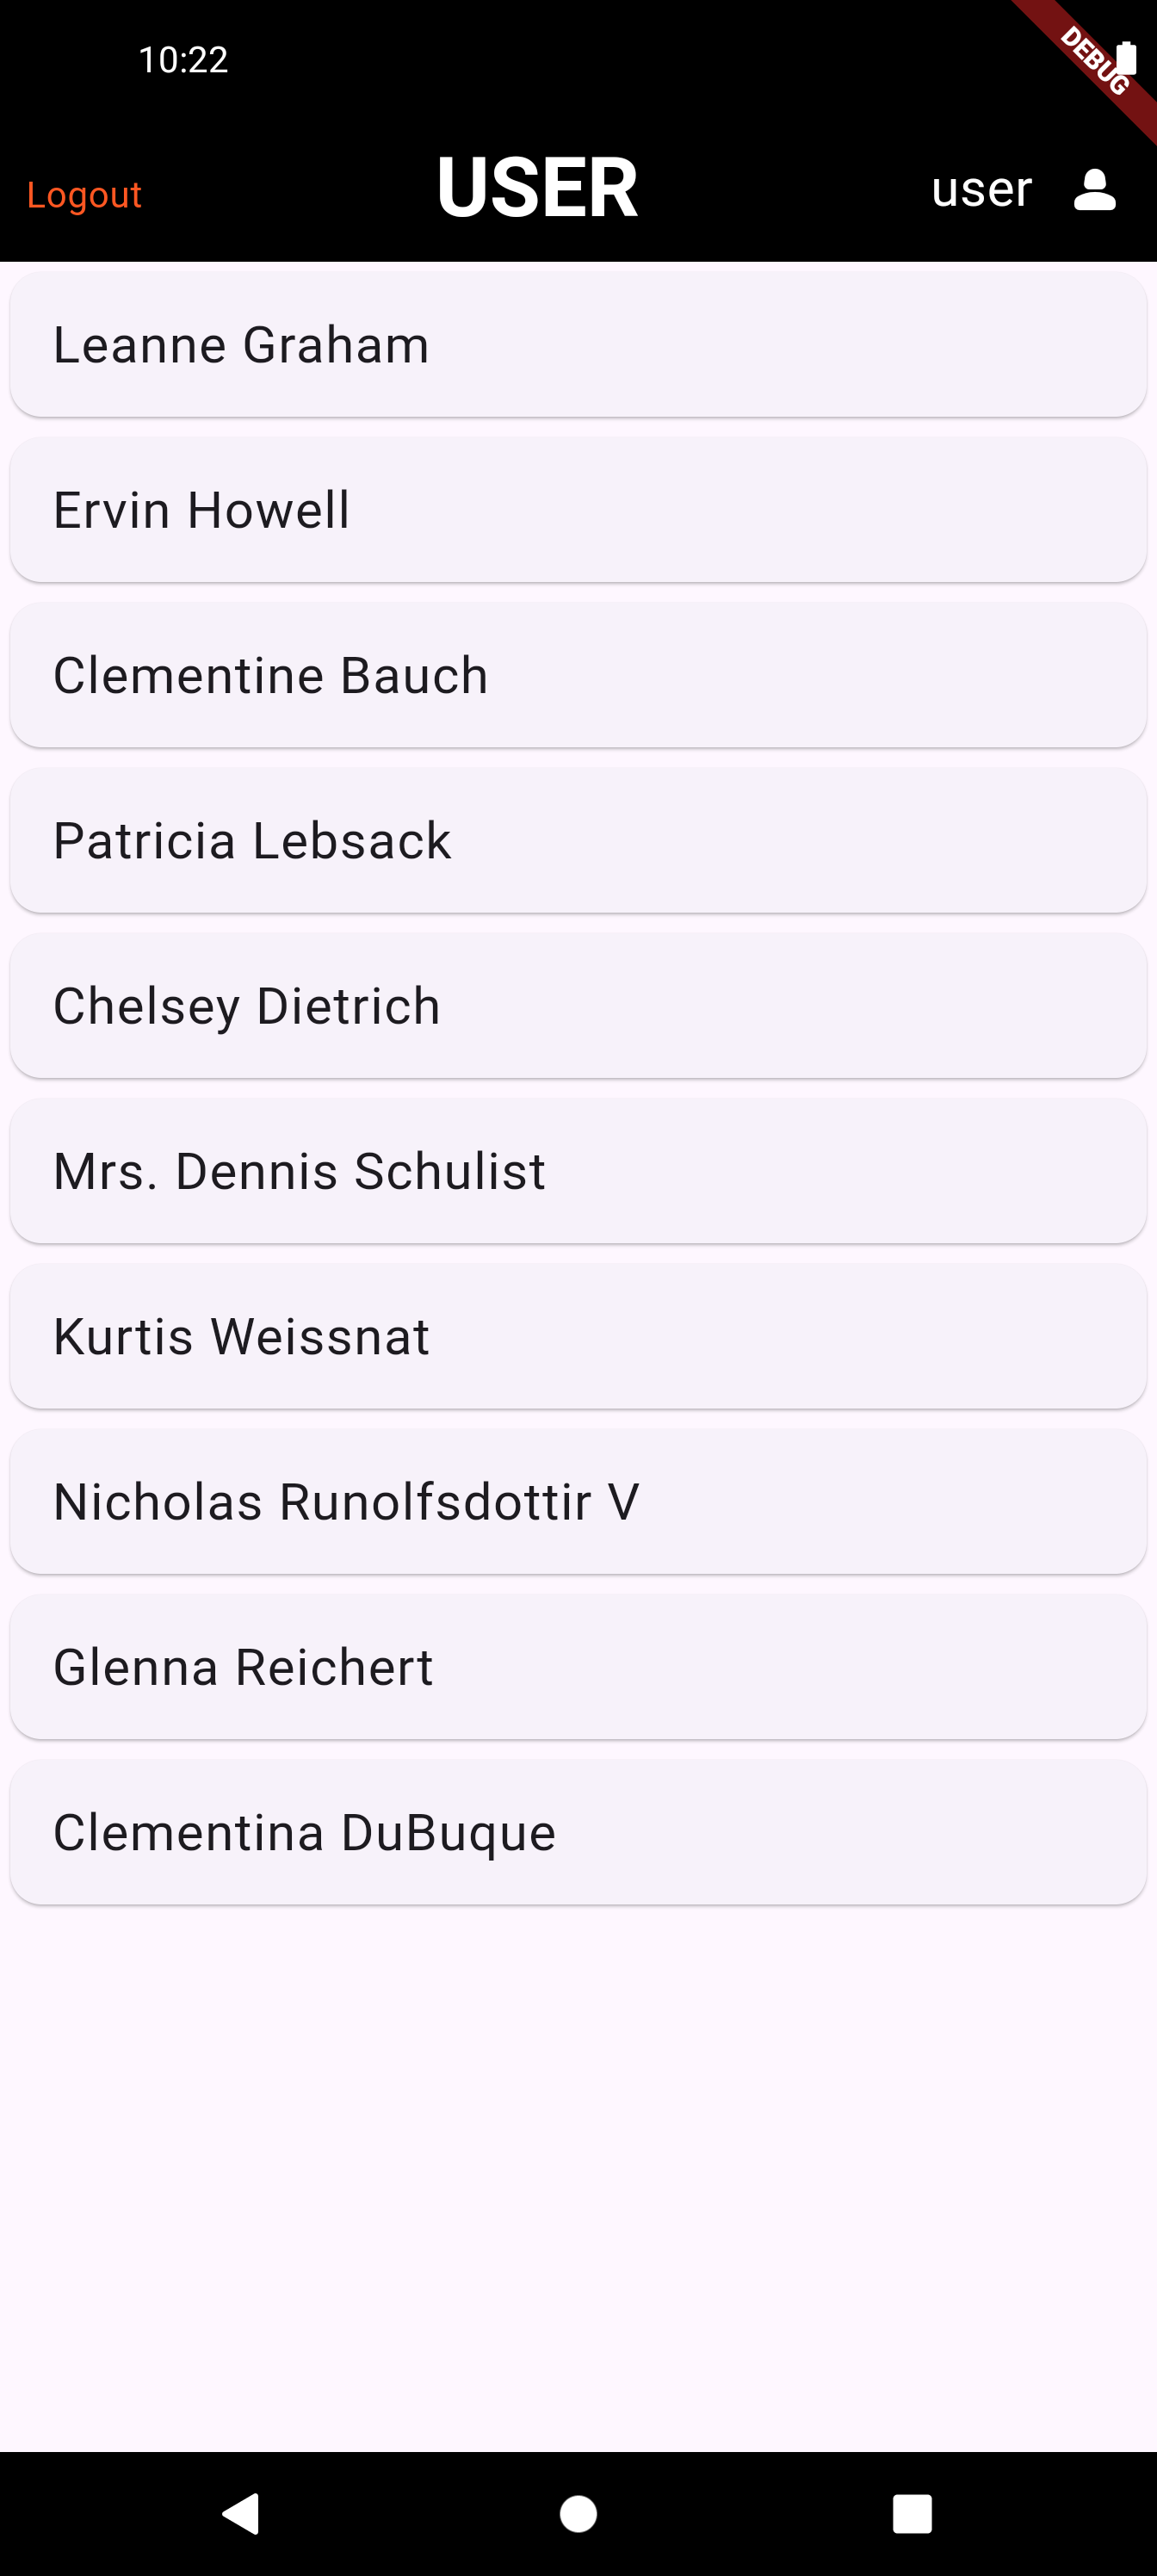 10:22
DEBUG
Logout
USER
user
Leanne Graham
Ervin Howell
Clementine Bauch
Patricia Lebsack
Chelsey Dietrich
Mrs. Dennis Schulist
Kurtis Weissnat
Nicholas Runolfsdottir V
Glenna Reichert
Clementina DuBuque